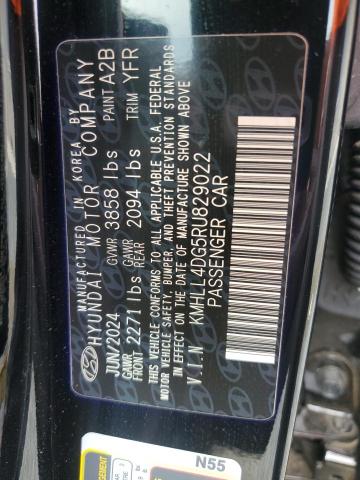 MANUFACTURED IN KOREA BY
HYUNDAI MOTOR COMPANY
JUN/2024 GVWR 3858 lbs PAINT A2B
GAWR FRONT 2271 lbs GAWR REAR 2094 lbs TRIM YFR
THIS VEHICLE CONFORMS TO ALL APPLICABLE U.S.A. FEDERAL
MOTOR VEHICLE SAFETY, BUMPER, AND THEFT PREVENTION STANDARDS
IN EFFECT ON THE DATE OF MANUFACTURE SHOWN ABOVE
V.I.N KMHLL4DG5RU829022
PASSENGER CAR
N55